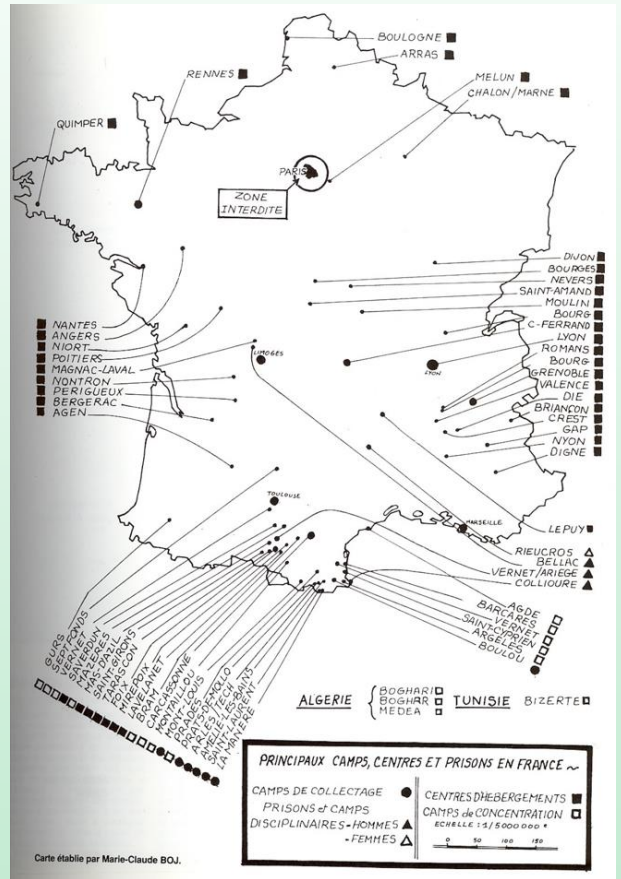 BOULOGNE
ARRAS
RENNES
MELUN
CHALON/MARNE
QUIMPER
PARIS
ZONE
INTERDITE
DIJON
BOURGES
NEVERS
SAINT-AMAND
MOULIN
BOURG
C-FERRAND
LYON
ROMANS
BOURG
GRENOBLE
VALENCE
DIE
BRIANÇON
CREST
GAP
NYON
DIGNE
NANTES
ANGERS
NIORT
POITIERS
MAGNAC-LAVAL
NONTRON
PERIGUEUX
BERGERAC
AGEN
LIMOGES
LYON
TOULOUSE
MARSEILLE
LE PUY
RIEUCROS
BELLAC
VERNET/ARIEGE
COLLIOURE
AGDE
BARCARES
VERNET
SAINT-CYPRIEN
ARGELES
BOULOU
GURS
SEPTFONDS
VERNET
SAVERDUN
MAZERES
MAS-D'AZIL
SAINT-GIRONS
TARASCON
FOIX
MIREPOIX
LAVELANET
BRAM
CARCASSONNE
MONTAILLOU
MONT-LOUIS
PRADES
PRATS-DE-MOLLO
ARLES/TECH
AMELIE-LES-BAINS
SAINT-LAURENT
LA MANERE
ALGERIE
BOGHARI
BOGHAR
MEDEA
TUNISIE
BIZERTE
PRINCIPAUX CAMPS, CENTRES ET PRISONS EN FRANCE ~
CAMPS DE COLLECTAGE
PRISONS et CAMPS
DISCIPLINAIRES-HOMMES
-FEMMES
CENTRES D'HEBERGEMENTS
CAMPS de CONCENTRATION
ECHELLE : 1/5000000 e
0 50 100 150
Carte établie par Marie-Claude BOJ.